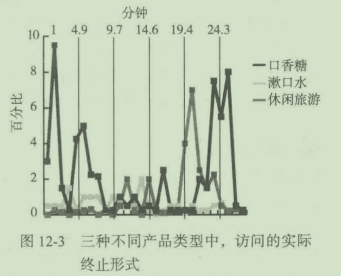 分钟
1 4.9 9.7 14.6 19.4 24.3
10
8
6
4
2
0
百分比
口香糖
漱口水
休闲旅游
图 12-3 三种不同产品类型中，访问的实际
终止形式